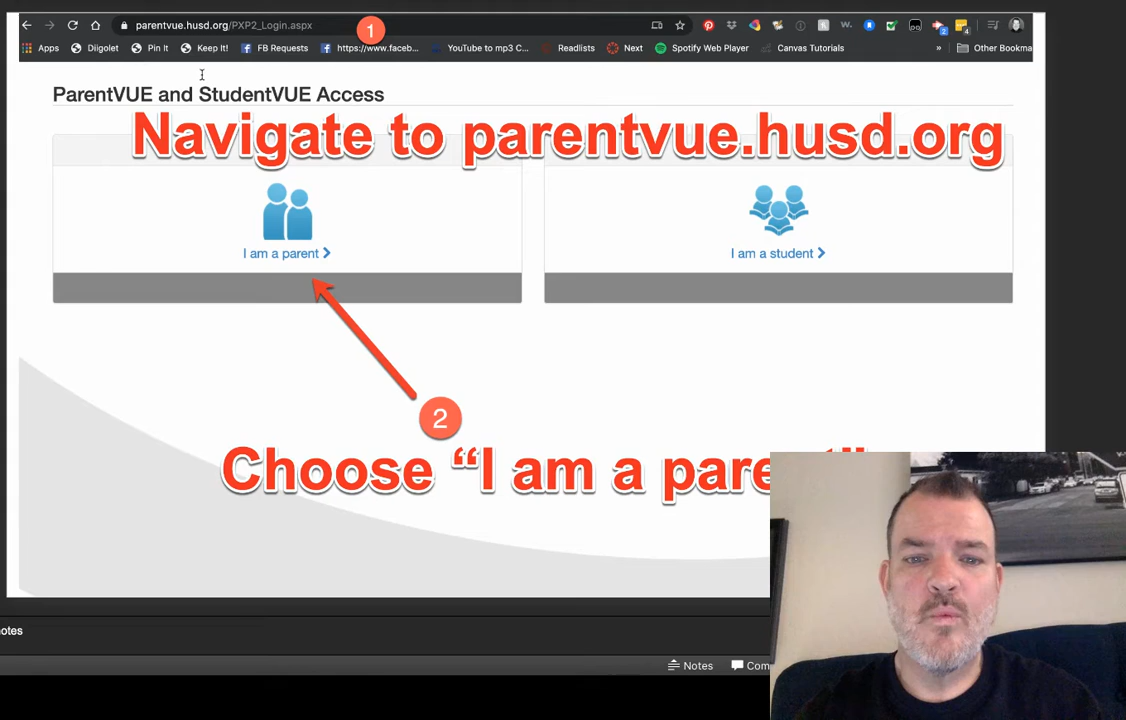 parentvue.husd.org/PXP2_Login.aspx
1
Apps Diigolet Pin It Keep It! FB Requests https://www.faceb... YouTube to mp3 C... Readlists Next Spotify Web Player Canvas Tutorials » Other Bookma
ParentVUE and StudentVUE Access
Navigate to parentvue.husd.org
I am a parent
I am a student
2
Choose “I am a parent”
otes
Notes Com